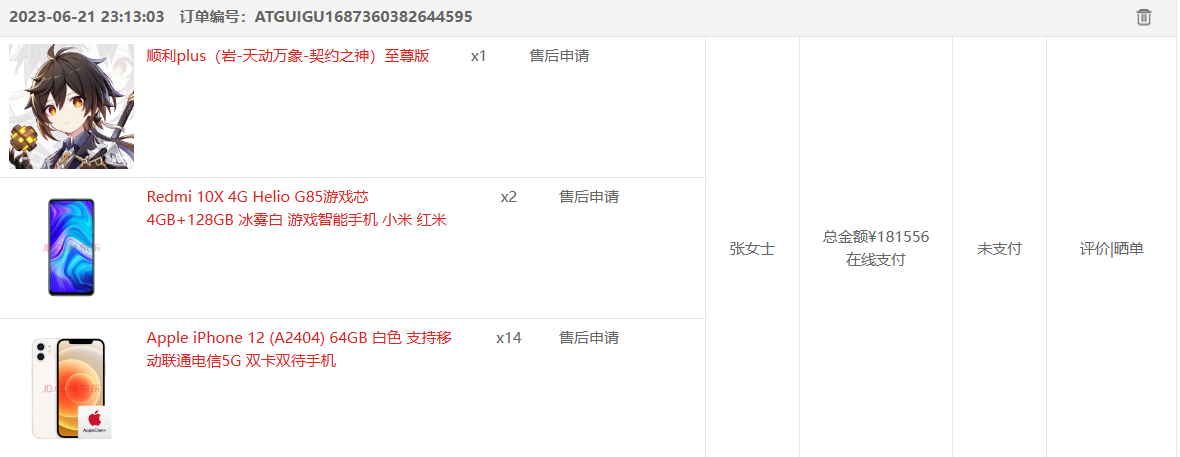 2023-06-21 23:13:03 订单编号：ATGUIGU1687360382644595
顺利plus（岩-天动万象-契约之神）至尊版 x1 售后申请
Redmi 10X 4G Helio G85游戏芯 x2 售后申请
4GB+128GB 冰雾白 游戏智能手机 小米 红米
Apple iPhone 12 (A2404) 64GB 白色 支持移 x14 售后申请
动联通电信5G 双卡双待手机
张女士
总金额¥181556
在线支付
未支付
评价|晒单
JD.COM 京东
AppleCare+